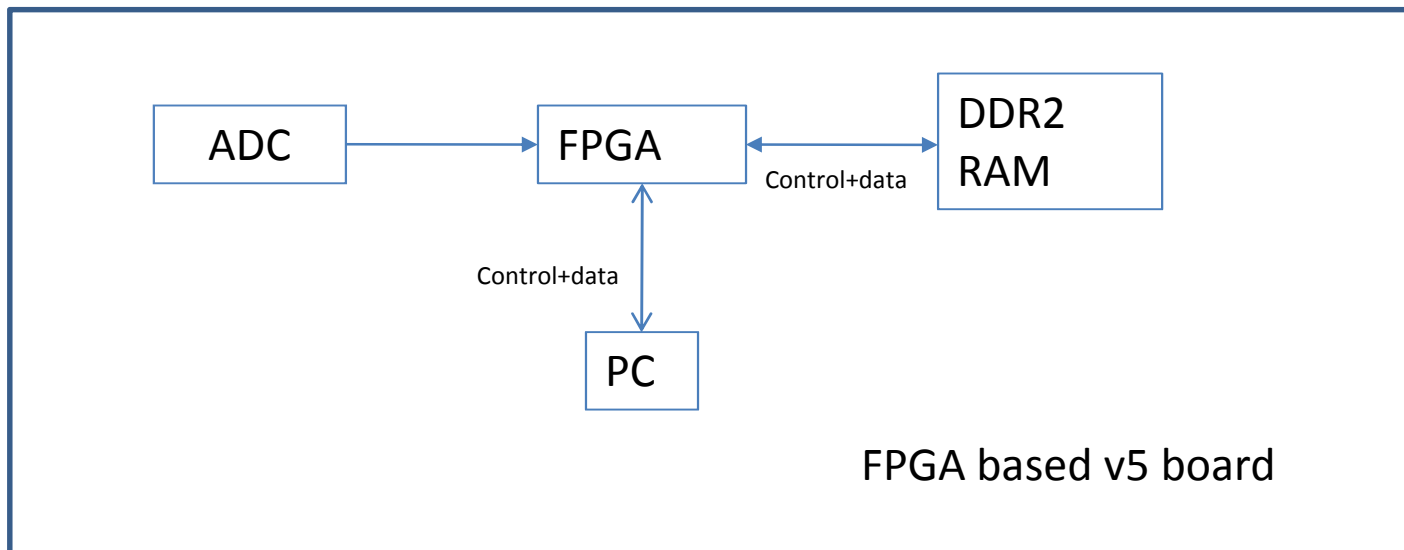 ADC
FPGA
DDR2
RAM
Control+data
Control+data
PC
FPGA based v5 board